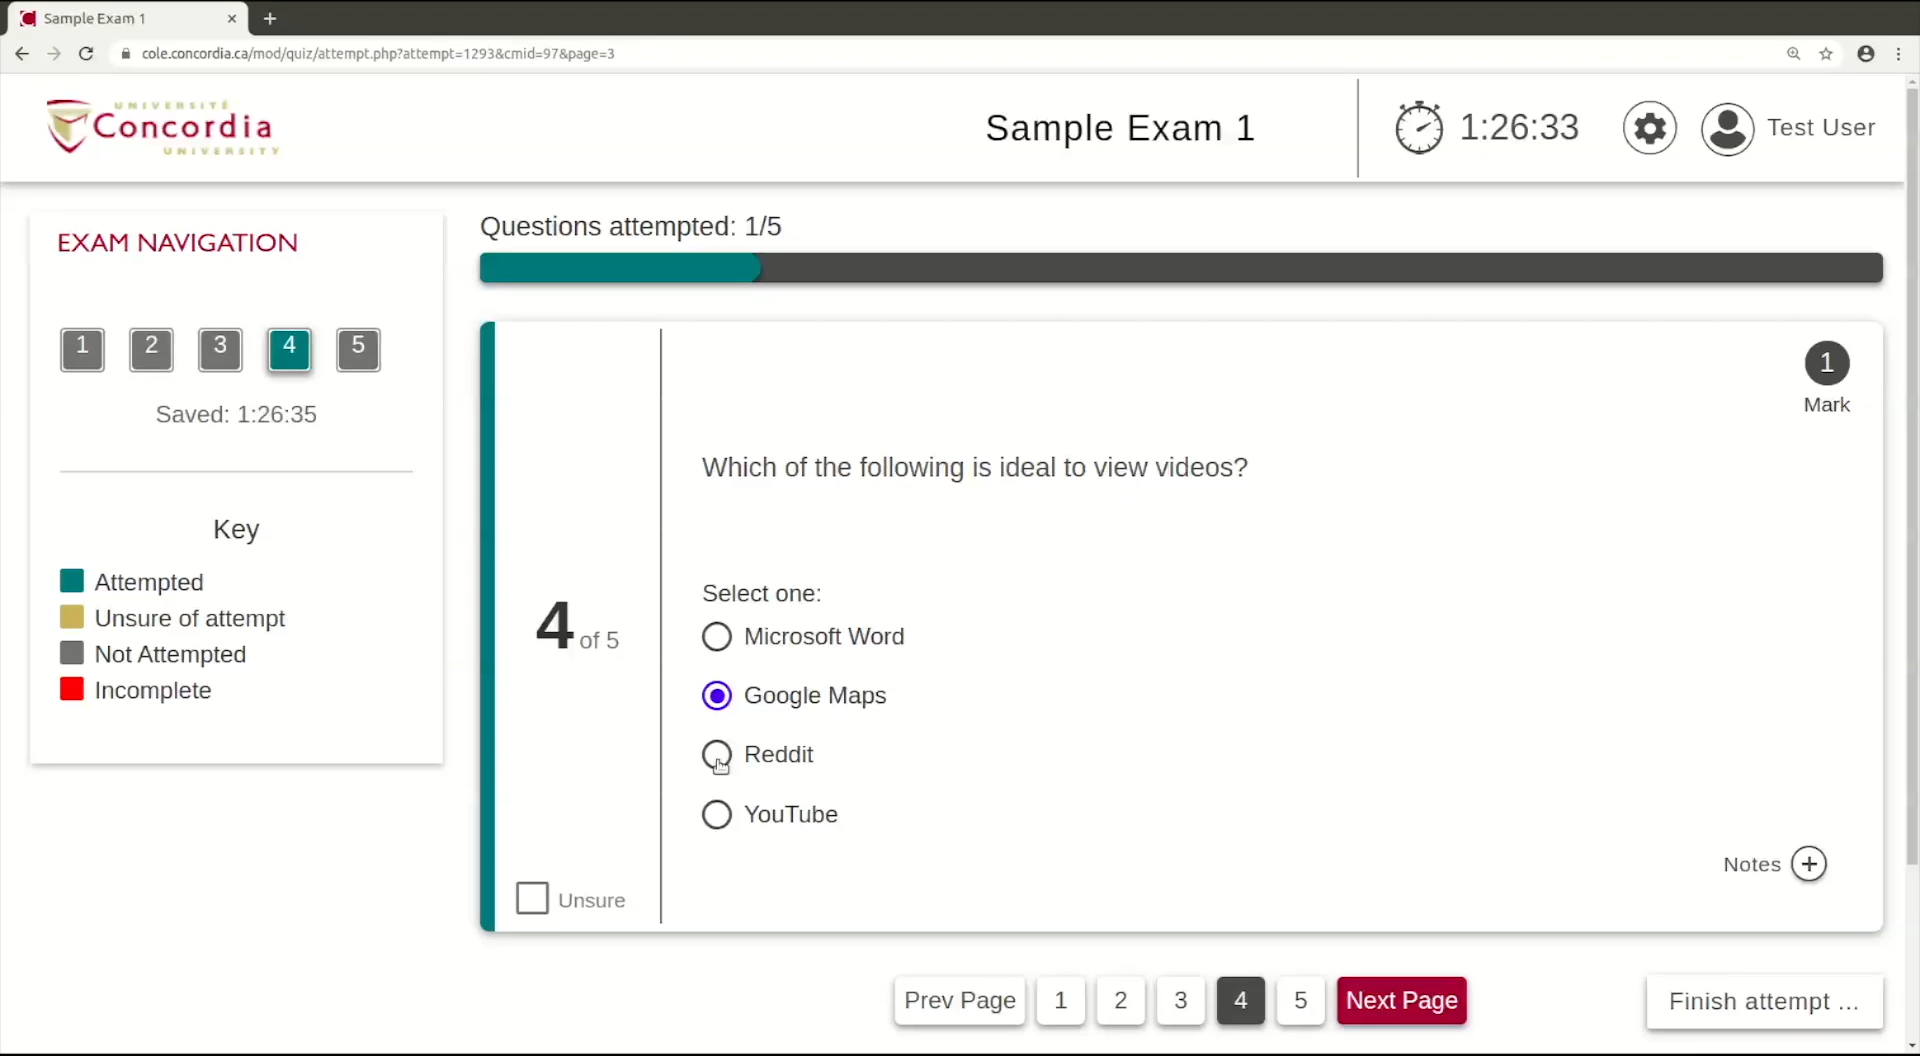 Sample Exam 1
cole.concordia.ca/mod/quiz/attempt.php?attempt=1293&cmid=97&page=3
UNIVERSITÉ
Concordia
UNIVERSITY
Sample Exam 1
1:26:33
Test User
EXAM NAVIGATION
1 2 3 4 5
Saved: 1:26:35
Key
Attempted
Unsure of attempt
Not Attempted
Incomplete
Questions attempted: 1/5
1
Mark
Which of the following is ideal to view videos?
4 of 5
Select one:
Microsoft Word
Google Maps
Reddit
YouTube
Notes
Unsure
Prev Page 1 2 3 4 5 Next Page
Finish attempt ...